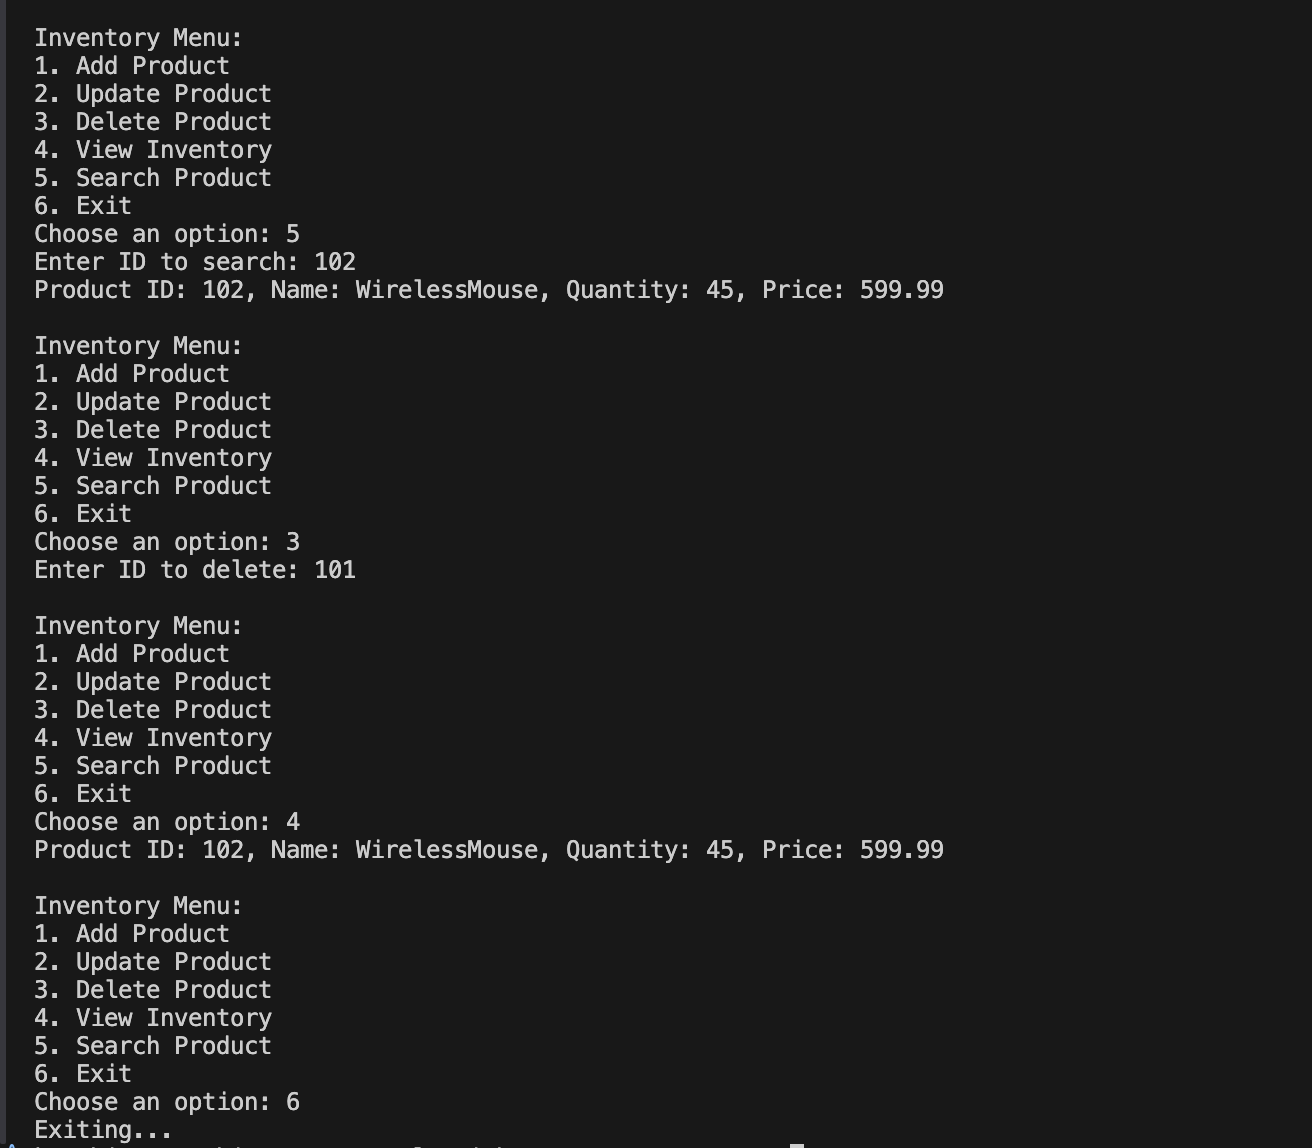 Inventory Menu:
1. Add Product
2. Update Product
3. Delete Product
4. View Inventory
5. Search Product
6. Exit
Choose an option: 5
Enter ID to search: 102
Product ID: 102, Name: WirelessMouse, Quantity: 45, Price: 599.99
Inventory Menu:
1. Add Product
2. Update Product
3. Delete Product
4. View Inventory
5. Search Product
6. Exit
Choose an option: 3
Enter ID to delete: 101
Inventory Menu:
1. Add Product
2. Update Product
3. Delete Product
4. View Inventory
5. Search Product
6. Exit
Choose an option: 4
Product ID: 102, Name: WirelessMouse, Quantity: 45, Price: 599.99
Inventory Menu:
1. Add Product
2. Update Product
3. Delete Product
4. View Inventory
5. Search Product
6. Exit
Choose an option: 6
Exiting...